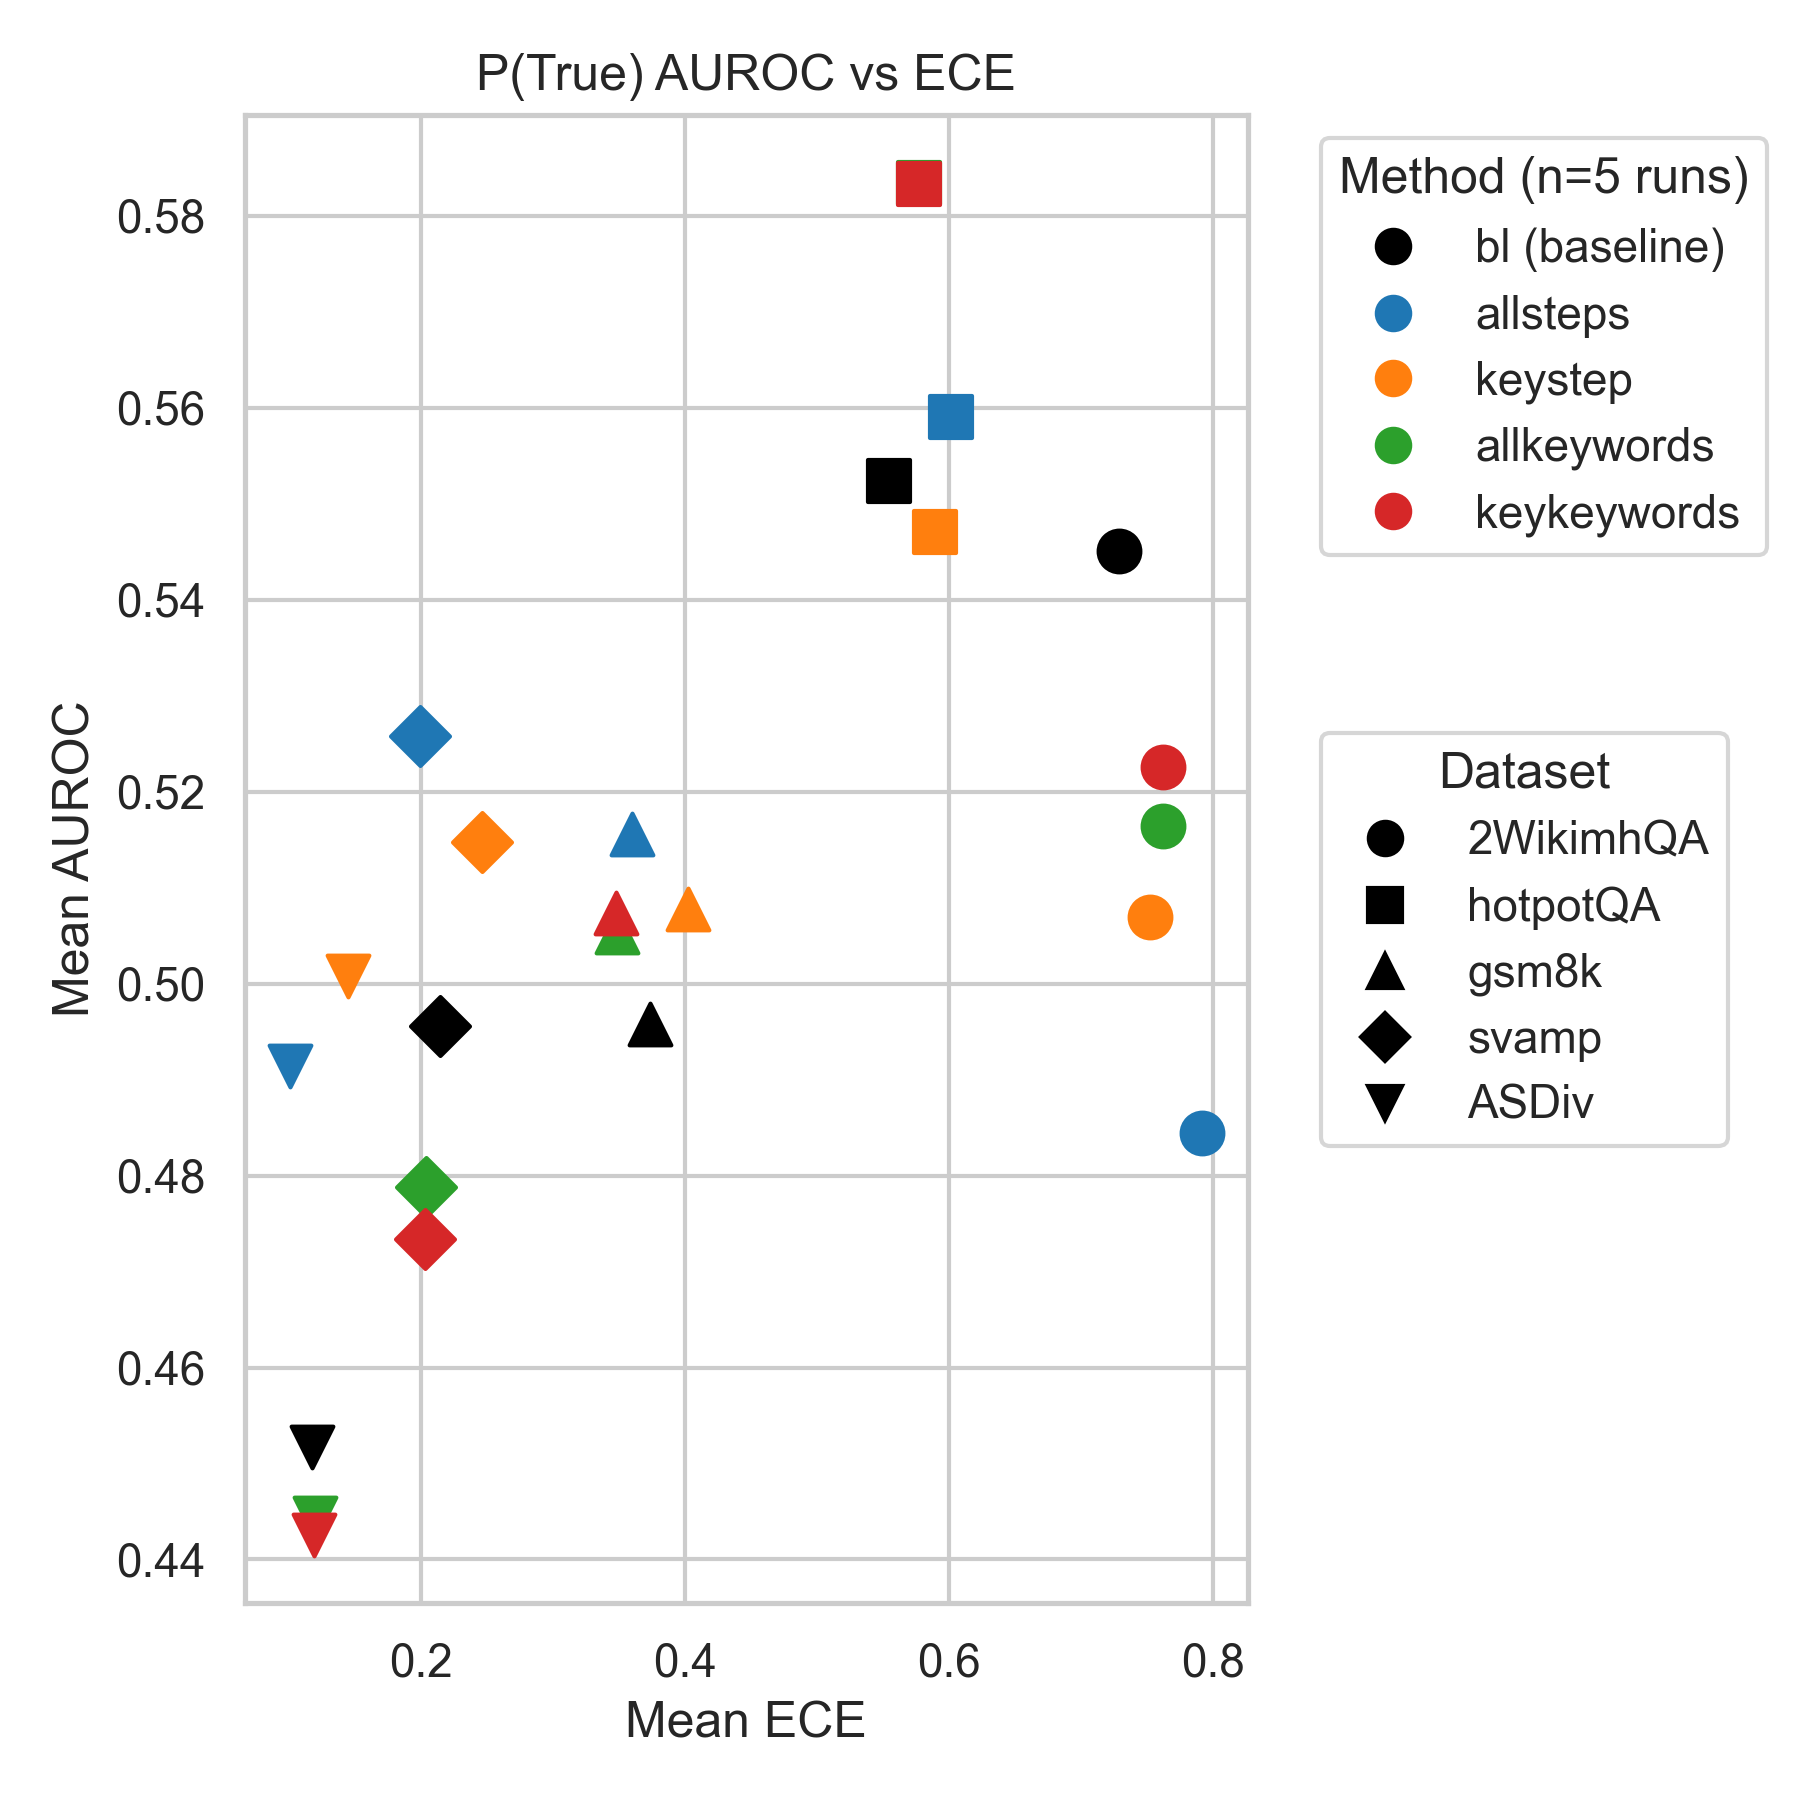 P(True) AUROC vs ECE
Mean AUROC
0.58
0.56
0.54
0.52
0.50
0.48
0.46
0.44
0.2
0.4
0.6
0.8
Mean ECE
Method (n=5 runs)
bl (baseline)
allsteps
keystep
allkeywords
keykeywords
Dataset
2WikimhQA
hotpotQA
gsm8k
svamp
ASDiv